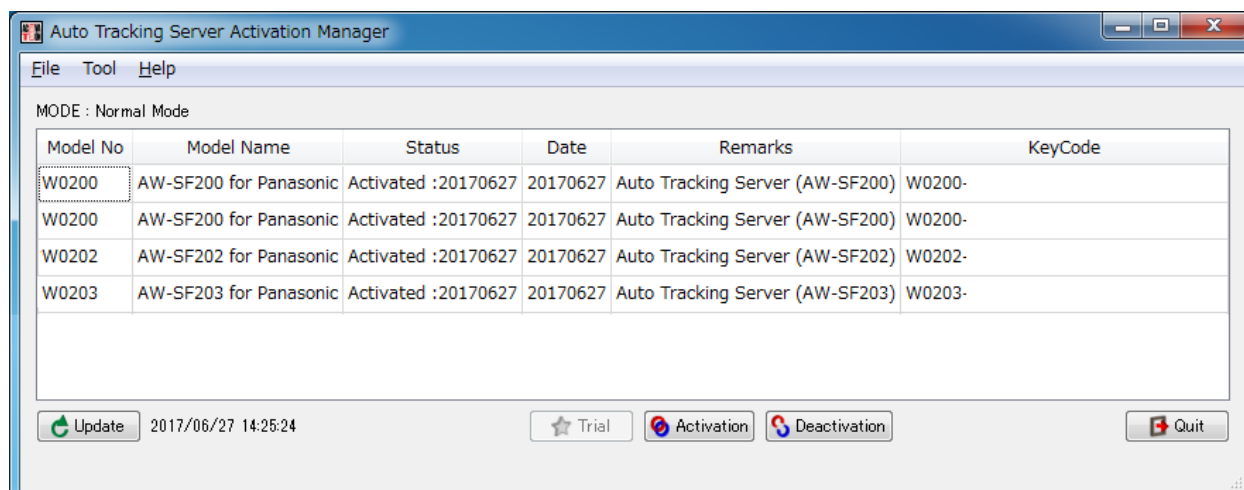 Auto Tracking Server Activation Manager
File Tool Help
MODE : Normal Mode
Model No Model Name Status Date Remarks KeyCode
W0200 AW-SF200 for Panasonic Activated :20170627 20170627 Auto Tracking Server (AW-SF200) W0200-
W0200 AW-SF200 for Panasonic Activated :20170627 20170627 Auto Tracking Server (AW-SF200) W0200-
W0202 AW-SF202 for Panasonic Activated :20170627 20170627 Auto Tracking Server (AW-SF202) W0202-
W0203 AW-SF203 for Panasonic Activated :20170627 20170627 Auto Tracking Server (AW-SF203) W0203-
Update 2017/06/27 14:25:24 Trial Activation Deactivation Quit